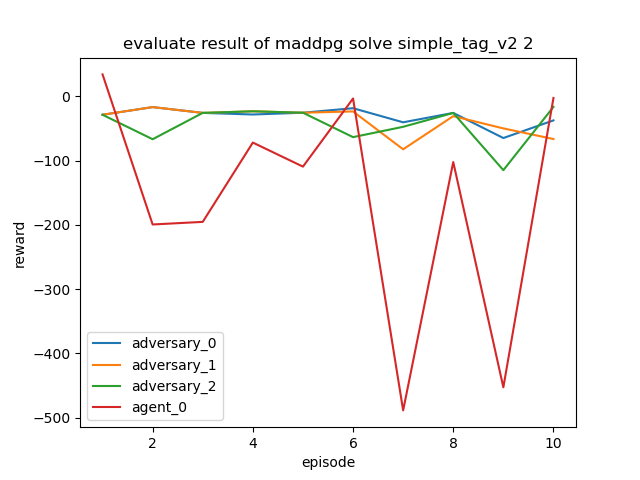 evaluate result of maddpg solve simple_tag_v2 2
0
−100
−200
−300
−400
−500
reward
adversary_0
adversary_1
adversary_2
agent_0
2 4 6 8 10
episode